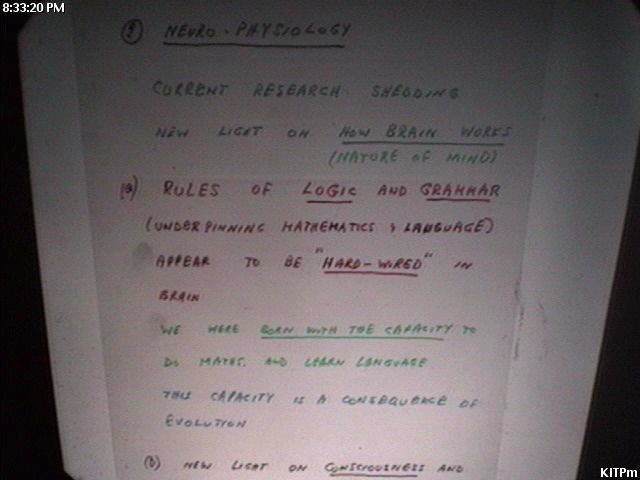 8:33:20 PM
NEURO-PHYSIOLOGY
CURRENT RESEARCH SHEDDING
NEW LIGHT ON HOW BRAIN WORKS
(NATURE OF MIND)
(a) RULES OF LOGIC AND GRAMMAR
(UNDERPINNING MATHEMATICS & LANGUAGE)
APPEAR TO BE "HARD-WIRED" IN
BRAIN
WE WERE BORN WITH THE CAPACITY TO
DO MATHS. AND LEARN LANGUAGE
THIS CAPACITY IS A CONSEQUENCE OF
EVOLUTION
(b) NEW LIGHT ON CONSCIOUSNESS AND
KITPm